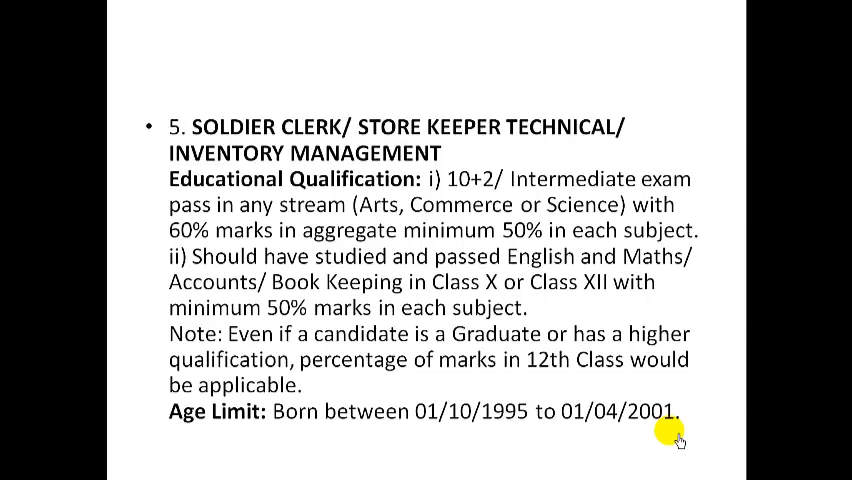 • 5. SOLDIER CLERK/ STORE KEEPER TECHNICAL/
INVENTORY MANAGEMENT
Educational Qualification: i) 10+2/ Intermediate exam
pass in any stream (Arts, Commerce or Science) with
60% marks in aggregate minimum 50% in each subject.
ii) Should have studied and passed English and Maths/
Accounts/ Book Keeping in Class X or Class XII with
minimum 50% marks in each subject.
Note: Even if a candidate is a Graduate or has a higher
qualification, percentage of marks in 12th Class would
be applicable.
Age Limit: Born between 01/10/1995 to 01/04/2001.